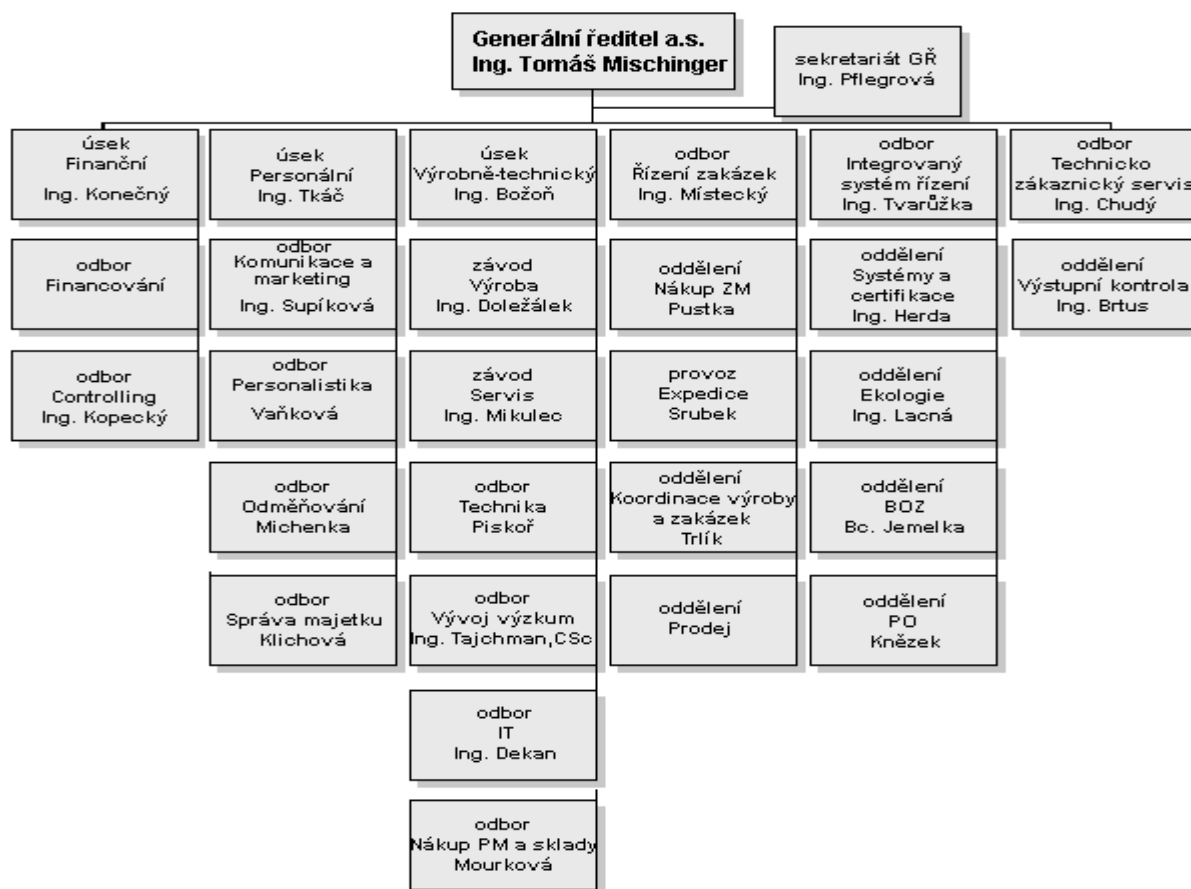 Generální ředitel a.s.
Ing. Tomáš Mischinger
sekretariát GŘ
Ing. Pflegrová
úsek
Finanční
Ing. Konečný
úsek
Personální
Ing. Tkáč
úsek
Výrobně-technický
Ing. Božoň
odbor
Řízení zakázek
Ing. Místecký
odbor
Integrovaný
systém řízení
Ing. Tvarůžka
odbor
Technicko
zákaznický servis
Ing. Chudý
odbor
Financování
odbor
Komunikace a
marketing
Ing. Supíková
závod
Výroba
Ing. Doležálek
oddělení
Nákup ZM
Pustka
oddělení
Systémy a
certifikace
Ing. Herda
oddělení
Výstupní kontrola
Ing. Brtus
odbor
Controlling
Ing. Kopecký
odbor
Personalistika
Vaňková
závod
Servis
Ing. Mikulec
provoz
Expedice
Srubek
oddělení
Ekologie
Ing. Lacná
odbor
Odměňování
Michenka
odbor
Technika
Piskoř
oddělení
Koordinace výroby
a zakázek
Trlík
oddělení
BOZ
Bc. Jemelka
odbor
Správa majetku
Klichová
odbor
Vývoj výzkum
Ing. Tajchman,CSc
oddělení
Prodej
oddělení
PO
Knězek
odbor
IT
Ing. Dekan
odbor
Nákup PM a sklady
Mourková